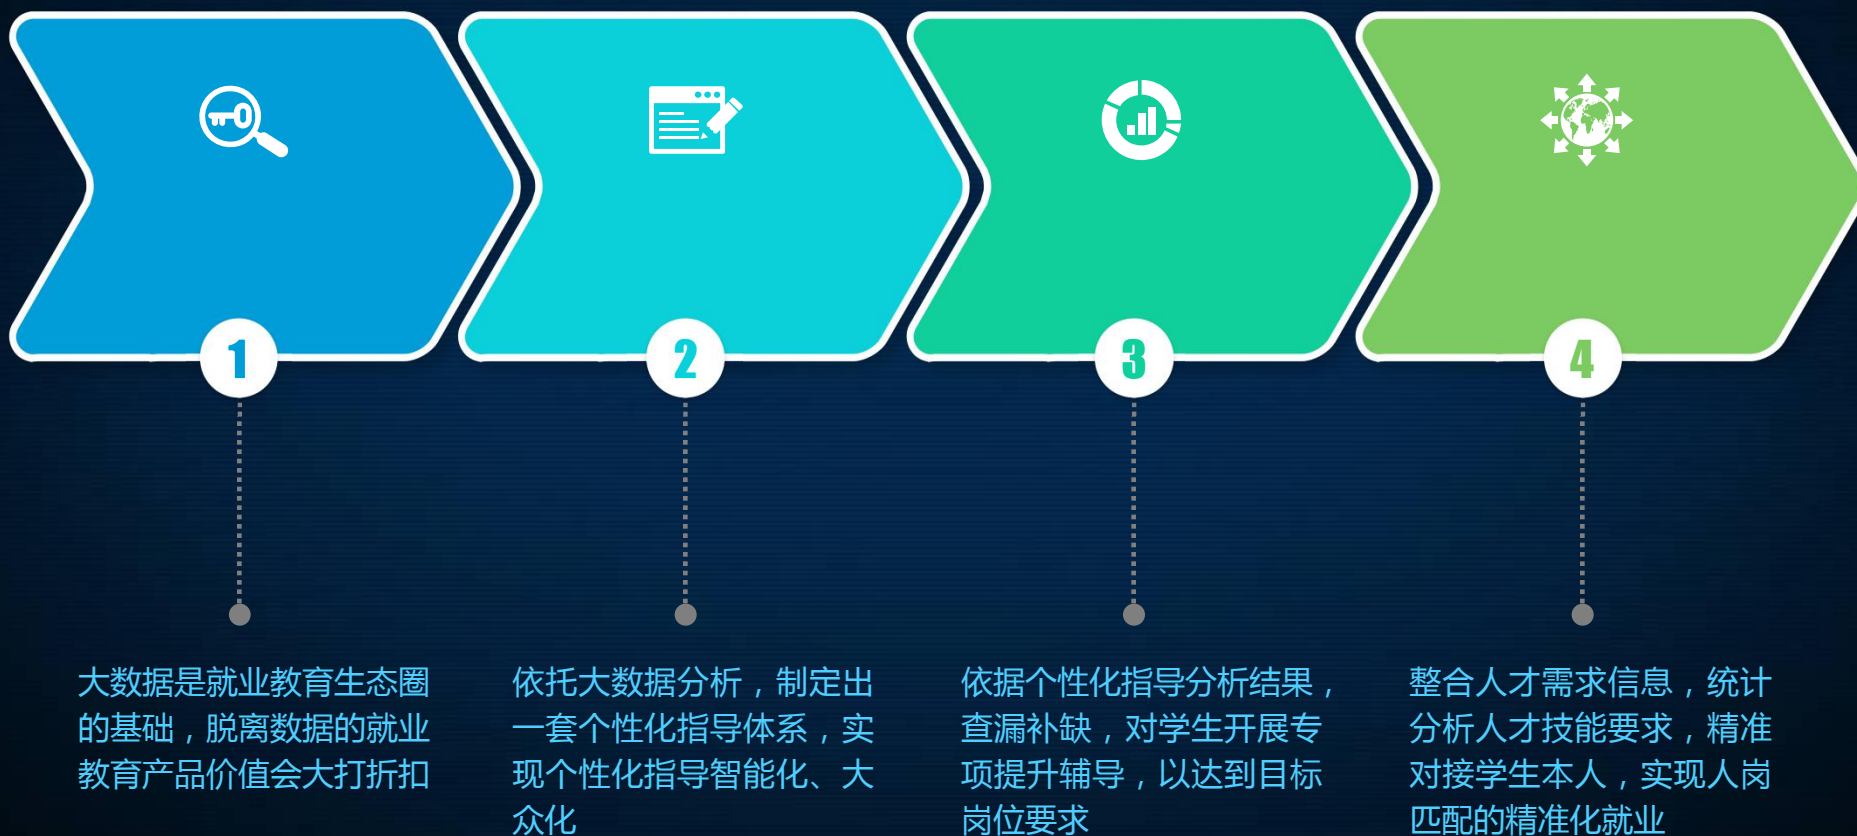 1
2
3
4
大数据是就业教育生态圈
的基础，脱离数据的就业
教育产品价值会大打折扣
依托大数据分析，制定出
一套个性化指导体系，实
现个性化指导智能化、大
众化
依据个性化指导分析结果，
查漏补缺，对学生开展专
项提升辅导，以达到目标
岗位要求
整合人才需求信息，统计
分析人才技能要求，精准
对接学生本人，实现人岗
匹配的精准化就业